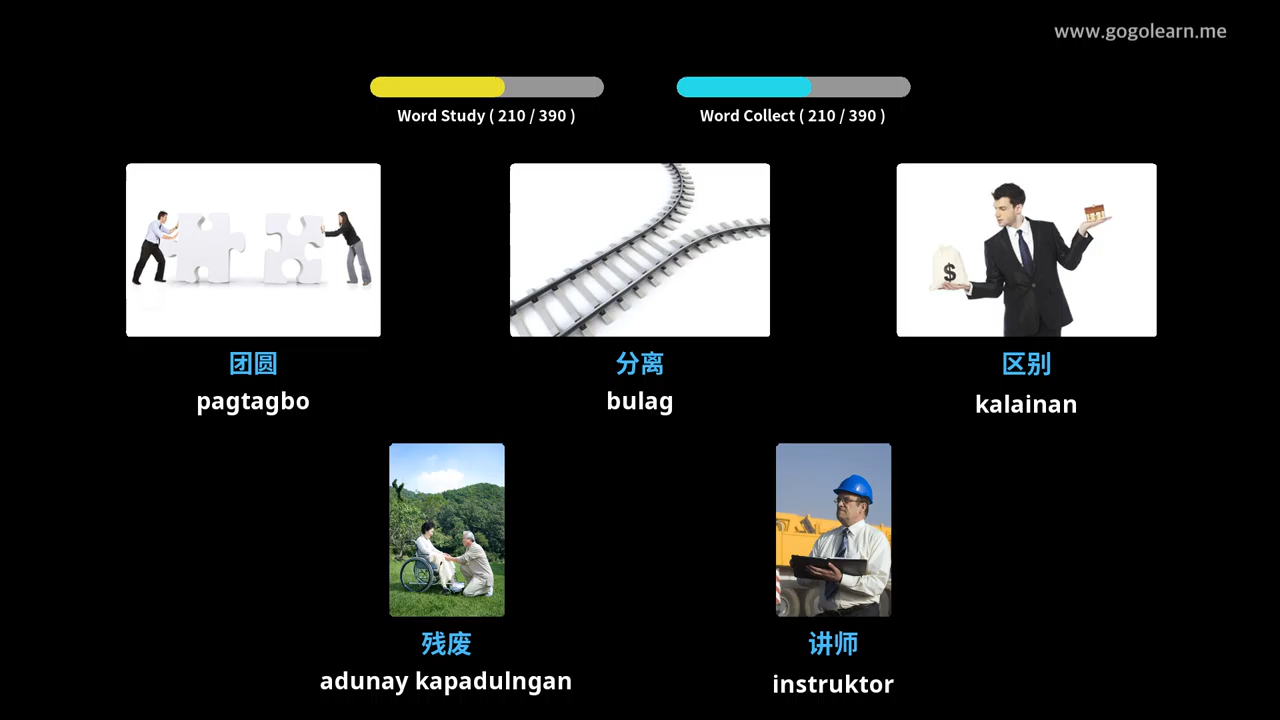 www.gogolearn.me
Word Study ( 210 / 390 )
Word Collect ( 210 / 390 )
团圆
分离
区别
pagtagbo
bulag
kalainan
$
残废
讲师
adunay kapadulngan
instruktor